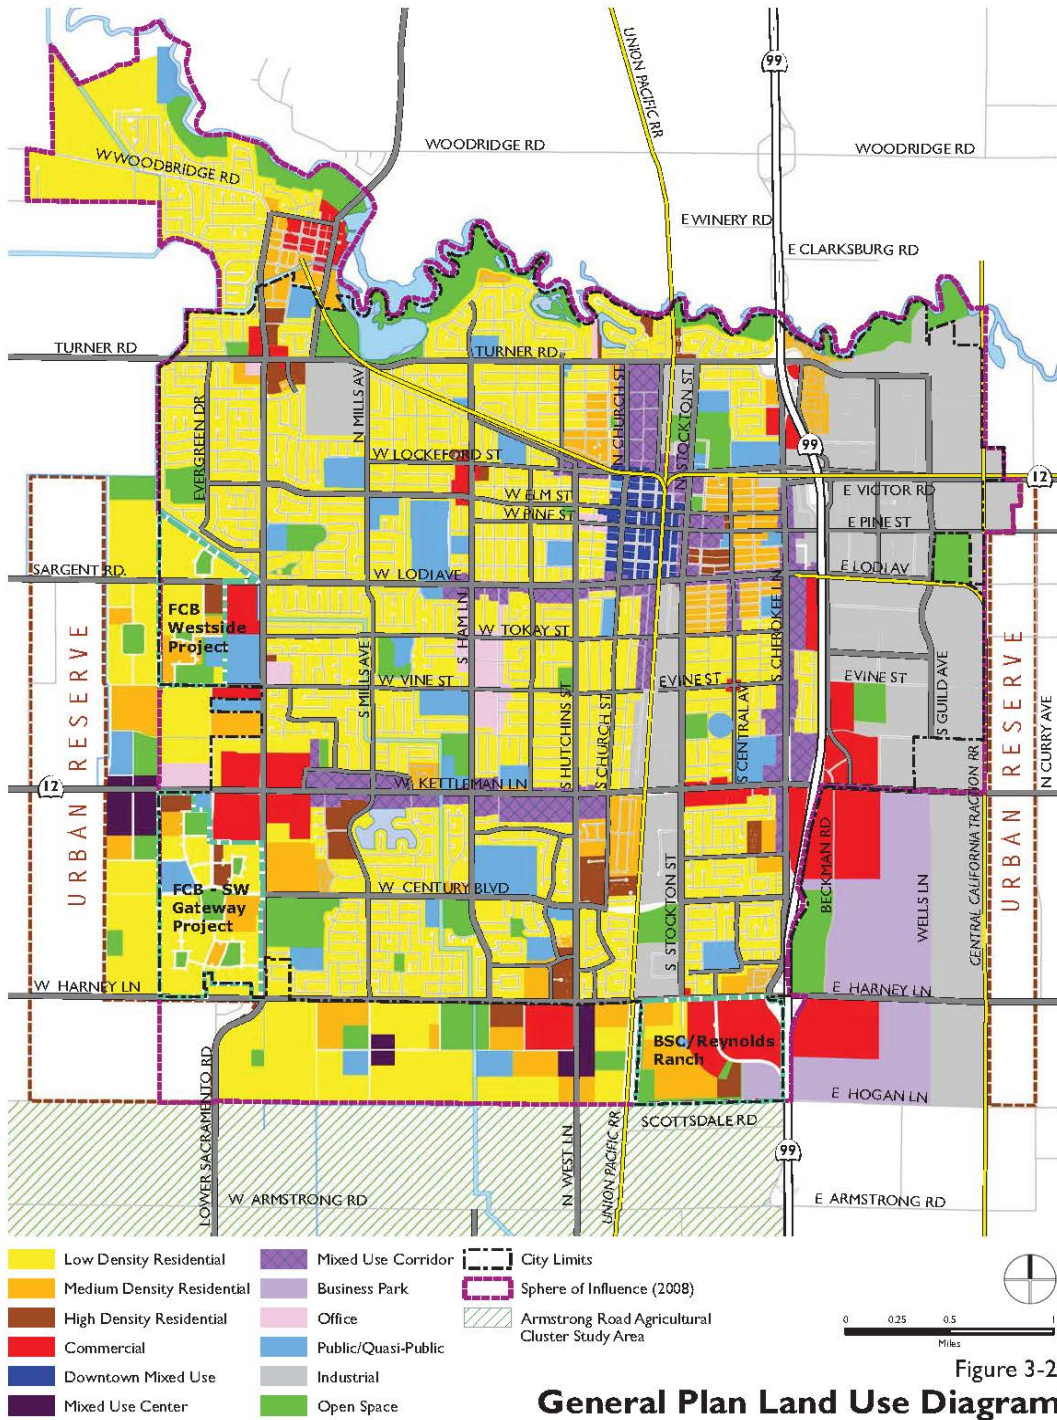 UNION PACIFIC RR
99
WOODRIDGE RD
WOODRIDGE RD
W WOODBRIDGE RD
E WINERY RD
E CLARKSBURG RD
TURNER RD
TURNER RD
EVERGREEN DR
N MILLS AV
N CHURCH ST
N STOCKTON ST
99
W LOCKEFORD ST
12
W ELM ST
E VICTOR RD
W PINE ST
E PINE ST
SARGENT RD.
W LODI AVE
E LODI AV
FCB
Westside
Project
URBAN RESERVE
S MILLS AVE
S HAM LN
W TOKAY ST
W VINE ST
S HUTCHINS ST
S CHURCH ST
E VINE ST
S CENTRAL AV
S CHEROKEE LN
E VINE ST
S GUILD AVE
URBAN RESERVE
N CURRY AVE
12
W KETTLEMAN LN
FCB - SW
Gateway
Project
W CENTURY BLVD
S STOCKTON ST
BECKMAN RD
WELLS LN
CENTRAL CALIFORNIA TRACTION RR
W HARNEY LN
E HARNEY LN
BSC/Reynolds
Ranch
LOWER SACRAMENTO RD
E HOGAN LN
SCOTTSDALE RD
N WEST LN
UNION PACIFIC RR
99
W ARMSTRONG RD
E ARMSTRONG RD
Low Density Residential
Medium Density Residential
High Density Residential
Commercial
Downtown Mixed Use
Mixed Use Center
Mixed Use Corridor
Business Park
Office
Public/Quasi-Public
Industrial
Open Space
City Limits
Sphere of Influence (2008)
Armstrong Road Agricultural
Cluster Study Area
0 0.25 0.5 1
Miles
Figure 3-2
General Plan Land Use Diagram